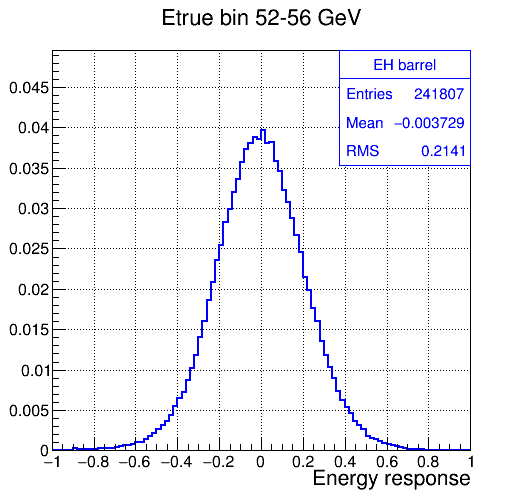 Etrue bin 52-56 GeV
EH barrel
Entries 241807
Mean −0.003729
RMS 0.2141
0.045
0.04
0.035
0.03
0.025
0.02
0.015
0.01
0.005
0
−1 −0.8 −0.6 −0.4 −0.2 0 0.2 0.4 0.6 0.8 1
Energy response